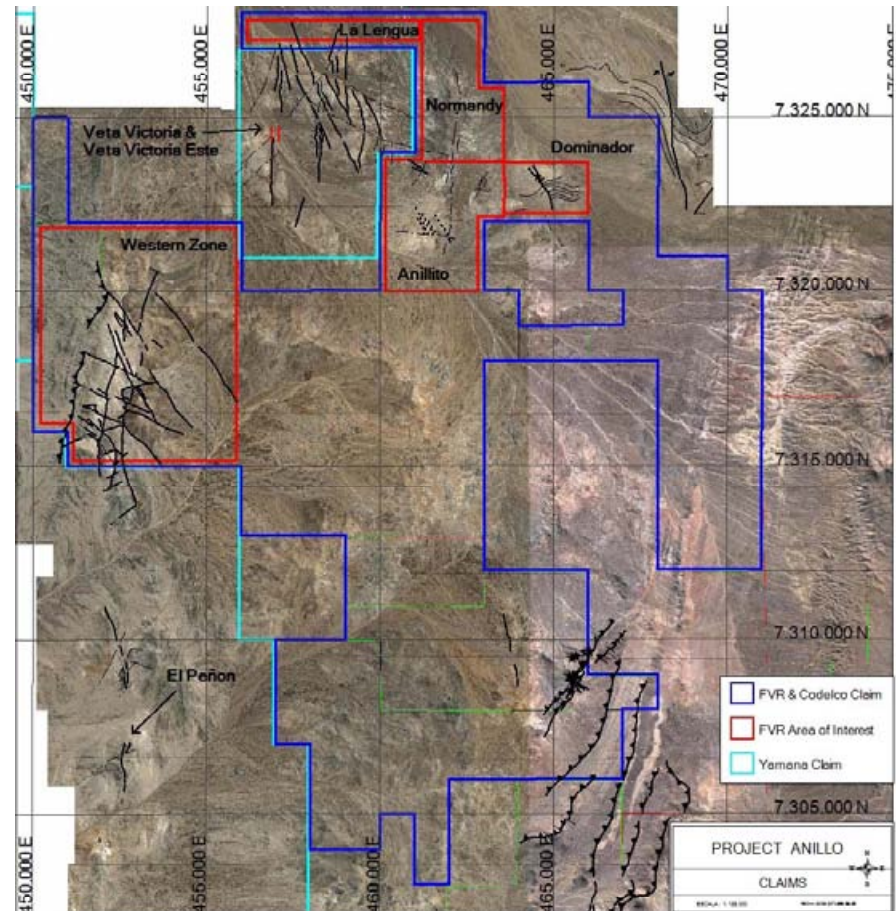 450.000 E
455.000 E
465.000 E
470.000 E
La Lengua
Normandy
7.325.000 N
Veta Victoria &
Veta Victoria Este
Dominador
Western Zone
Anillito
7.320.000 N
7.315.000 N
7.310.000 N
El Peñon
FVR & Codelco Claim
FVR Area of Interest
Yamana Claim
7.305.000 N
PROJECT ANILLO
CLAIMS
450.000 E
455.000 E
460.000 E
465.000 E